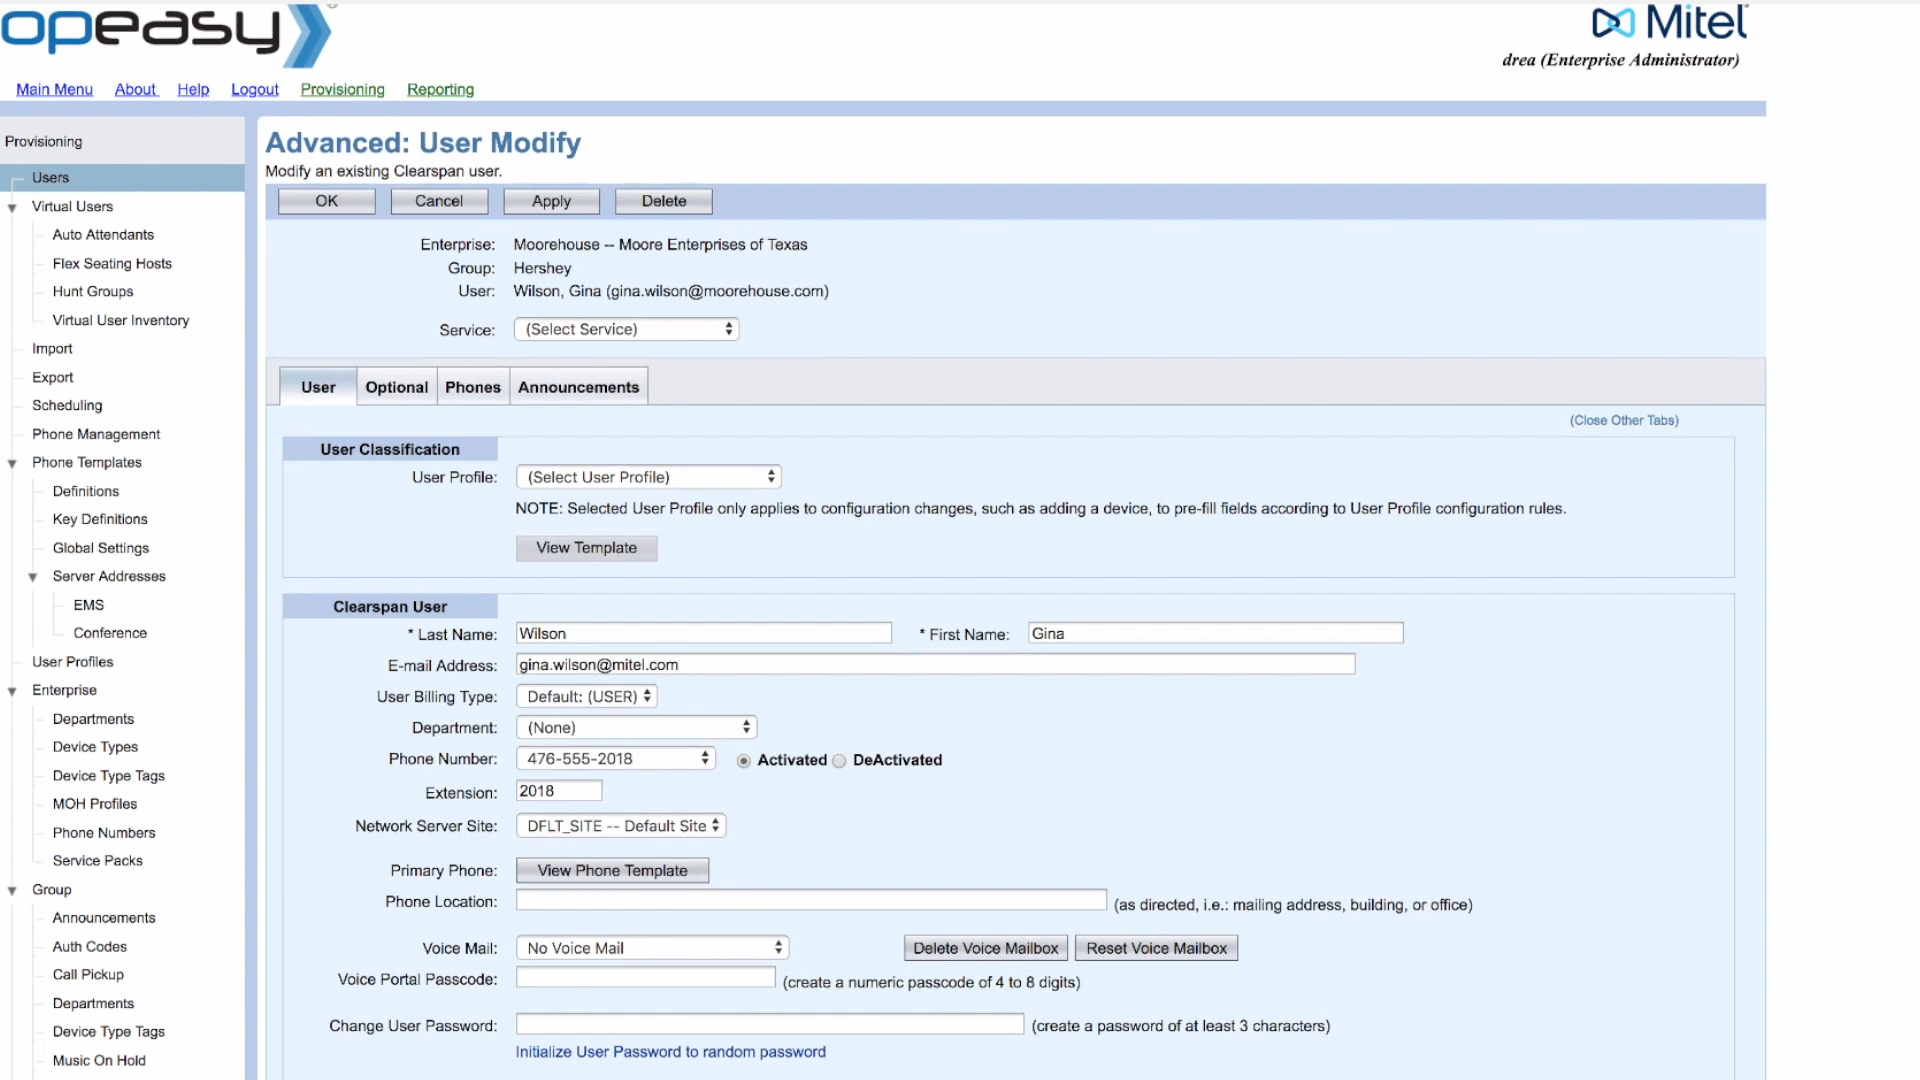 opeasy
Mitel
drea (Enterprise Administrator)
Main Menu About Help Logout Provisioning Reporting
Provisioning
Users
Virtual Users
Auto Attendants
Flex Seating Hosts
Hunt Groups
Virtual User Inventory
Import
Export
Scheduling
Phone Management
Phone Templates
Definitions
Key Definitions
Global Settings
Server Addresses
EMS
Conference
User Profiles
Enterprise
Departments
Device Types
Device Type Tags
MOH Profiles
Phone Numbers
Service Packs
Group
Announcements
Auth Codes
Call Pickup
Departments
Device Type Tags
Music On Hold
Advanced: User Modify
Modify an existing Clearspan user.
OK Cancel Apply Delete
Enterprise: Moorehouse -- Moore Enterprises of Texas
Group: Hershey
User: Wilson, Gina (gina.wilson@moorehouse.com)
Service: (Select Service)
User Optional Phones Announcements
(Close Other Tabs)
User Classification
User Profile: (Select User Profile)
NOTE: Selected User Profile only applies to configuration changes, such as adding a device, to pre-fill fields according to User Profile configuration rules.
View Template
Clearspan User
* Last Name: Wilson * First Name: Gina
E-mail Address: gina.wilson@mitel.com
User Billing Type: Default: (USER)
Department: (None)
Phone Number: 476-555-2018 Activated DeActivated
Extension: 2018
Network Server Site: DFLT_SITE -- Default Site
Primary Phone: View Phone Template
Phone Location: (as directed, i.e.: mailing address, building, or office)
Voice Mail: No Voice Mail Delete Voice Mailbox Reset Voice Mailbox
Voice Portal Passcode: (create a numeric passcode of 4 to 8 digits)
Change User Password: (create a password of at least 3 characters)
Initialize User Password to random password